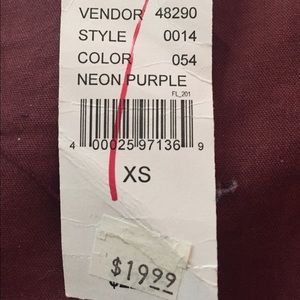 VENDOR 48290
STYLE 0014
COLOR 054
NEON PURPLE
FL_201
4 00025 97136 9
XS
$19.99